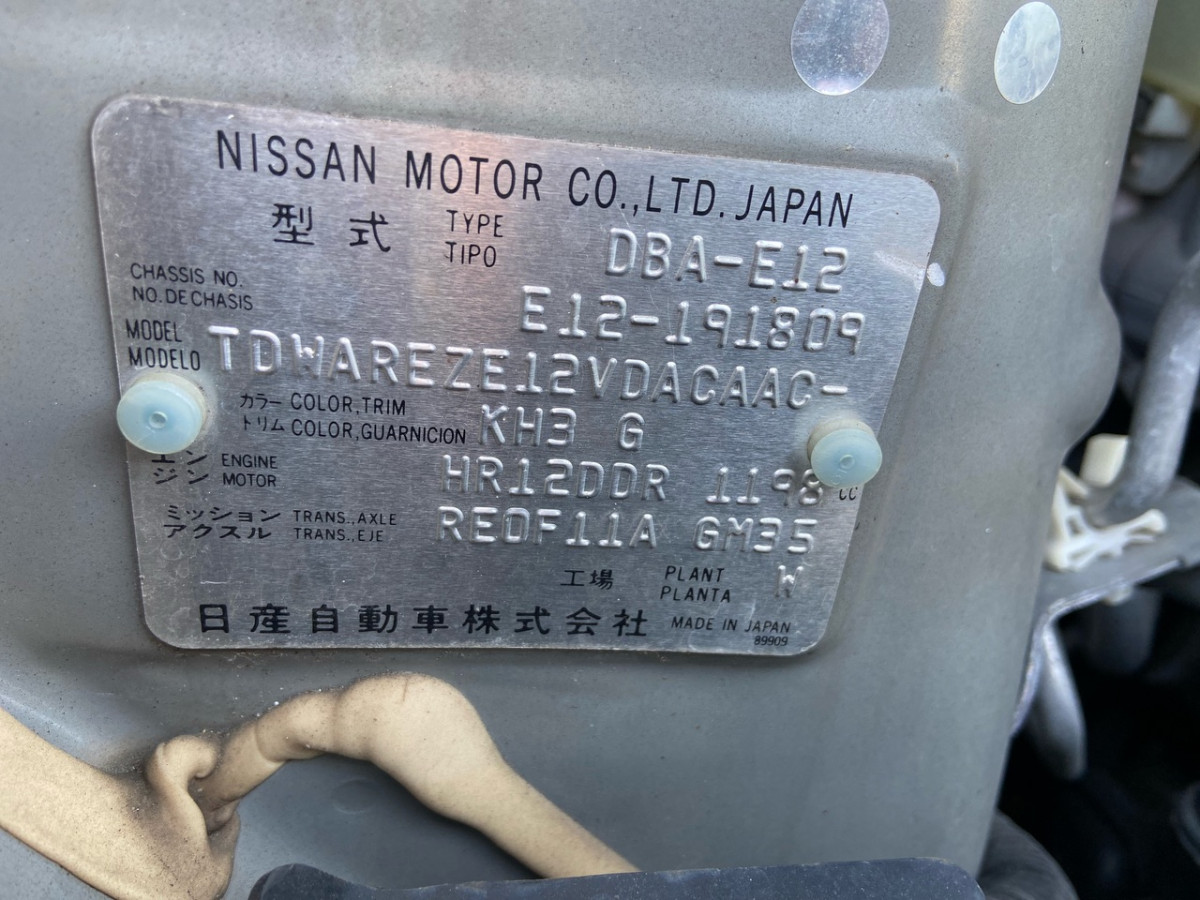 NISSAN MOTOR CO.,LTD. JAPAN
型式 TYPE TIPO DBA-E12
CHASSIS NO. NO. DE CHASIS E12-191809
MODEL MODELO TDWAREZE12VDACAAC-
カラー COLOR,TRIM
トリム COLOR,GUARNICION KH3 G
エン ENGINE
ジン MOTOR HR12DDR 1198 CC
ミッション TRANS.,AXLE
アクスル TRANS.,EJE RE0F11A GM35
工場 PLANT PLANTA W
日産自動車株式会社 MADE IN JAPAN
89909